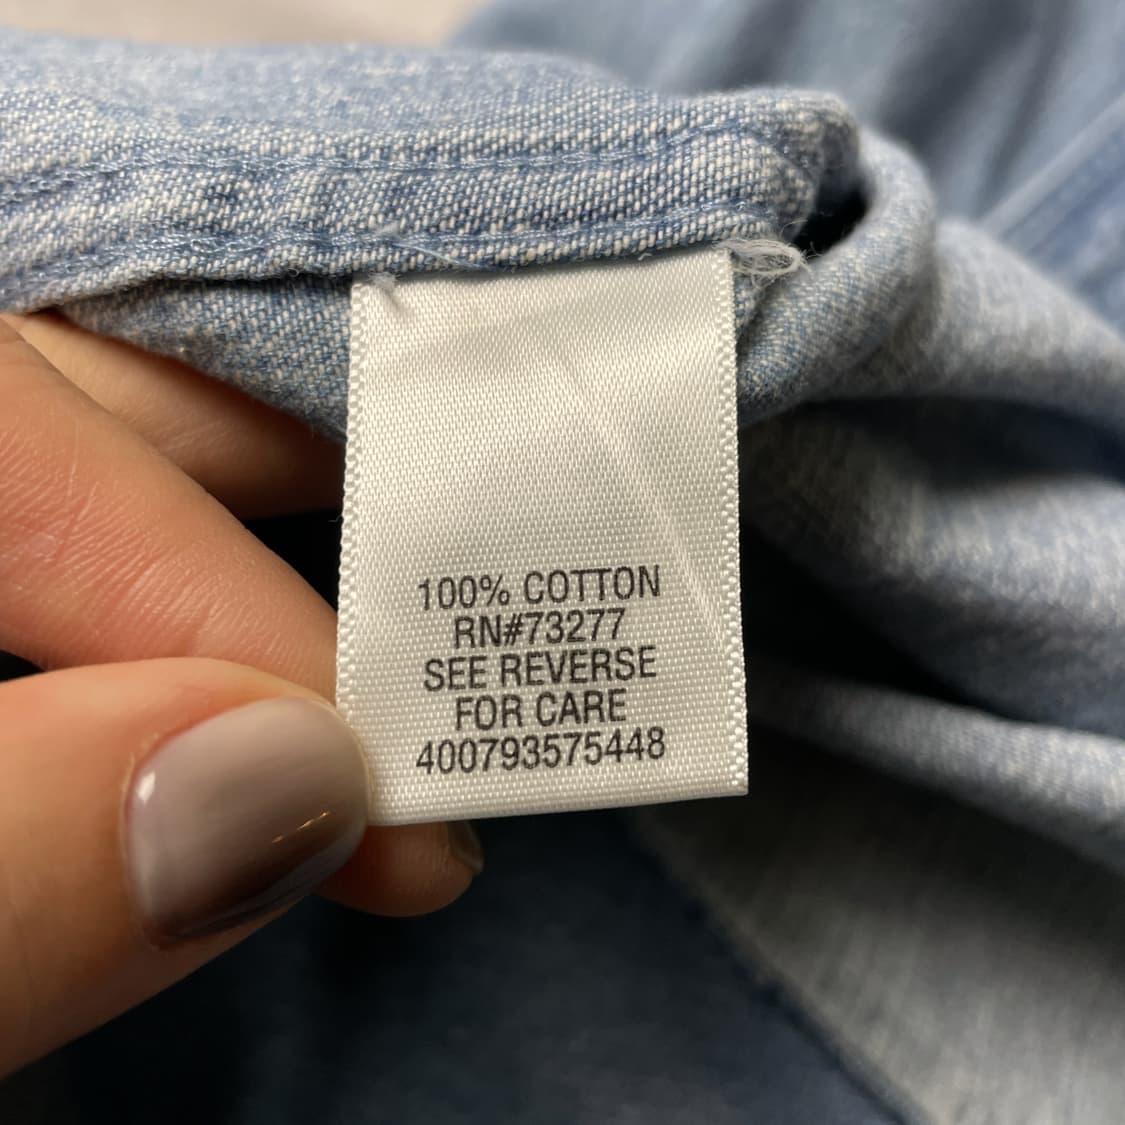 100% COTTON
RN#73277
SEE REVERSE
FOR CARE
400793575448